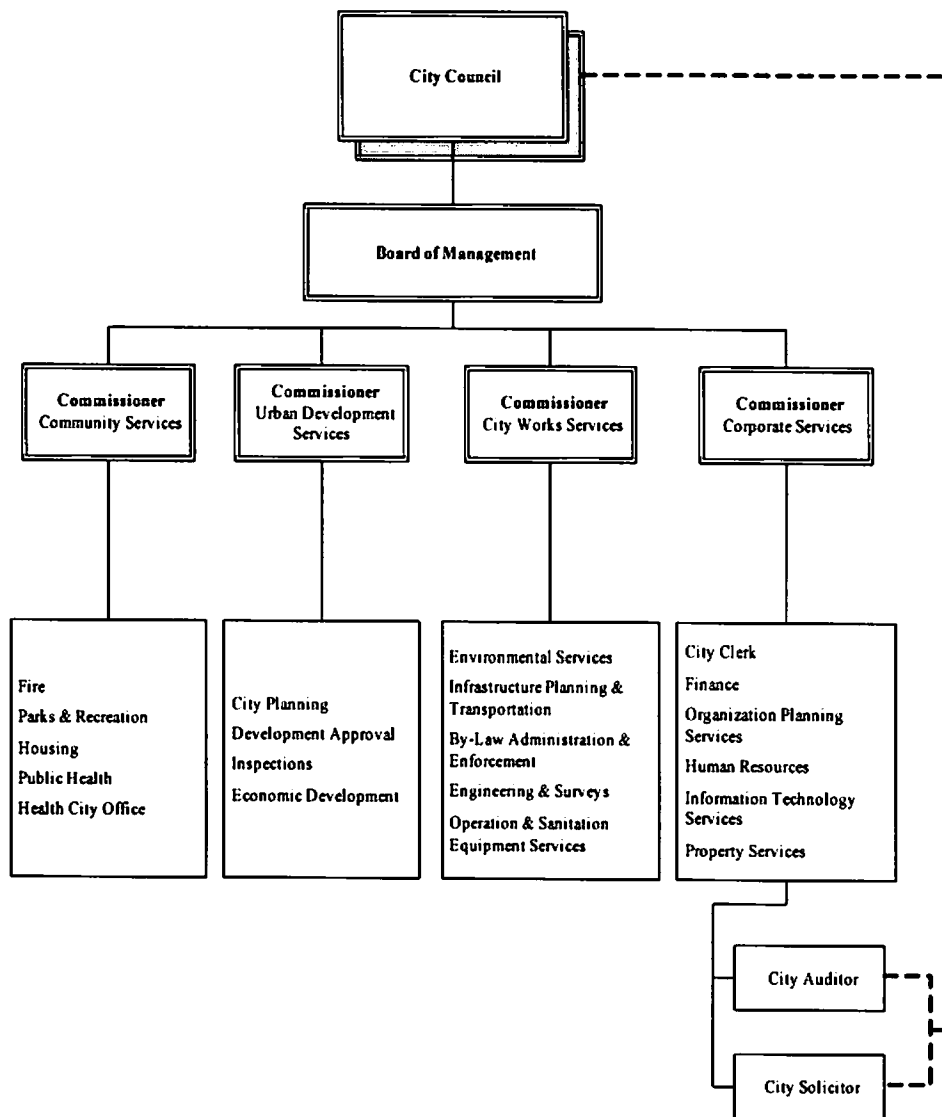 City Council
Board of Management
Commissioner
Community Services
Commissioner
Urban Development
Services
Commissioner
City Works Services
Commissioner
Corporate Services
Fire
Parks & Recreation
Housing
Public Health
Health City Office
City Planning
Development Approval
Inspections
Economic Development
Environmental Services
Infrastructure Planning &
Transportation
By-Law Administration &
Enforcement
Engineering & Surveys
Operation & Sanitation
Equipment Services
City Clerk
Finance
Organization Planning
Services
Human Resources
Information Technology
Services
Property Services
City Auditor
City Solicitor